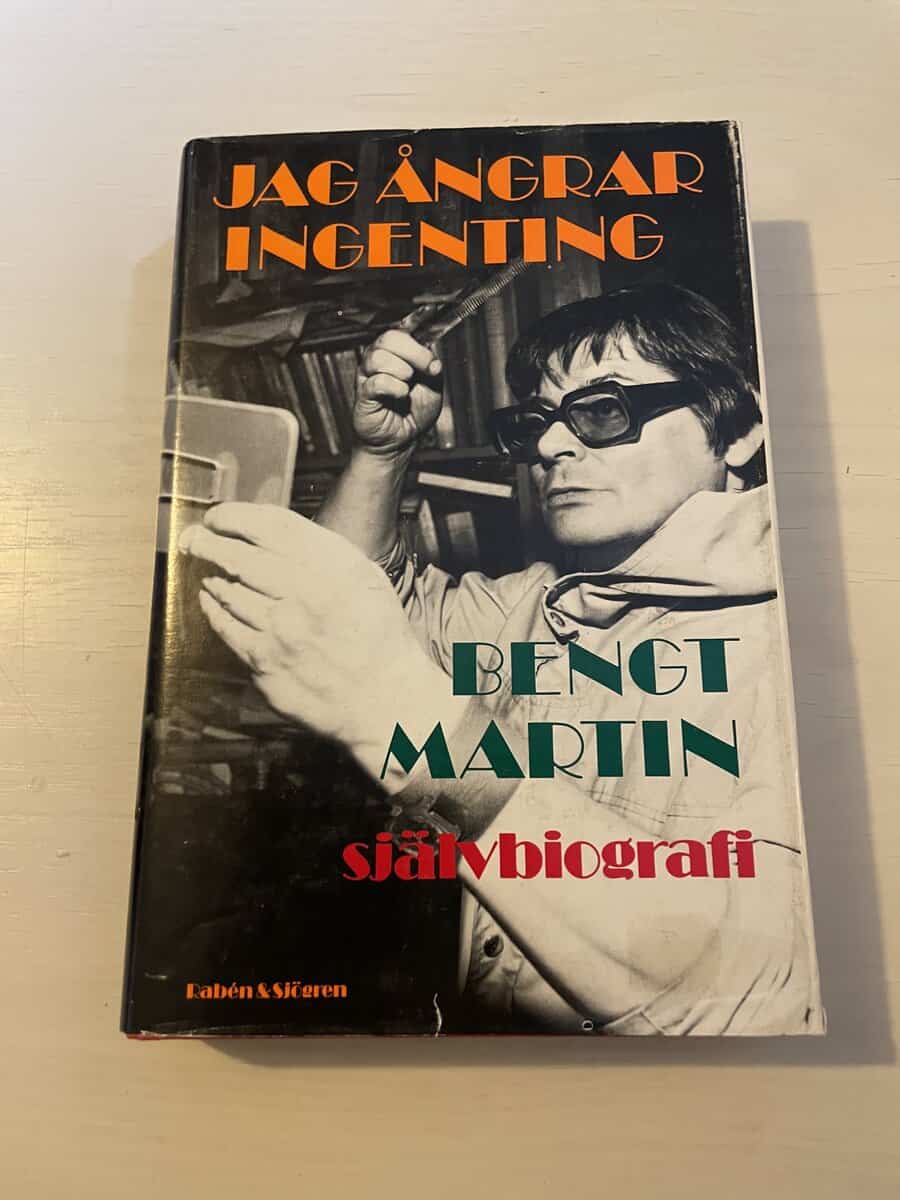 JAG ÅNGRAR
INGENTING
BENGT
MARTIN
självbiografi
Rabén & Sjögren